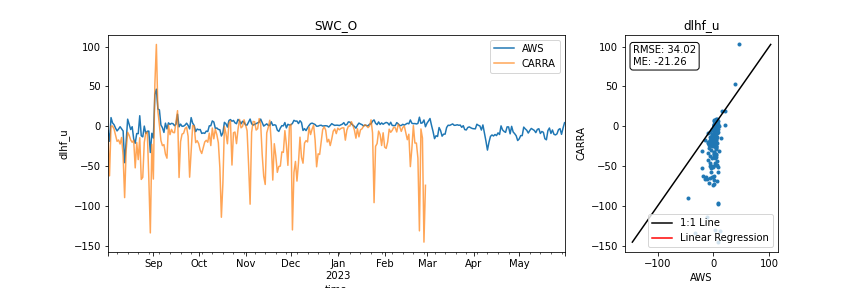 SWC_O
dlhf_u
100
50
0
−50
−100
−150
AWS
CARRA
Sep
Oct
Nov
Dec
Jan
2023
Feb
Mar
Apr
May
time
dlhf_u
CARRA
100
50
0
−50
−100
−150
RMSE: 34.02
ME: -21.26
1:1 Line
Linear Regression
−100
0
100
AWS